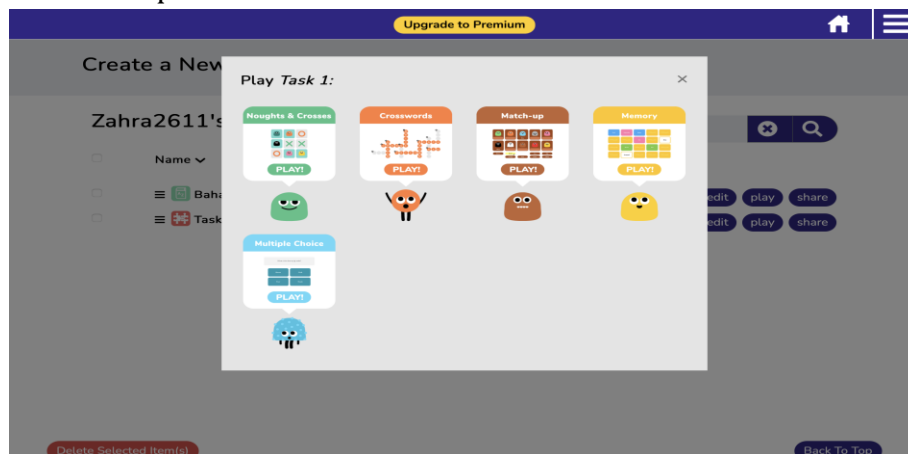 Upgrade to Premium
Create a New
Play Task 1:
Zahra2611's
Noughts & Crosses Crosswords Match-up Memory
PLAY! PLAY! PLAY! PLAY!
Name
Baha edit play share
Task edit play share
Multiple Choice
PLAY!
Delete Selected Item(s) Back To Top